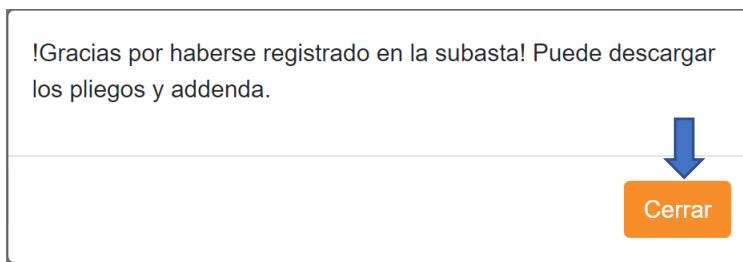 !Gracias por haberse registrado en la subasta! Puede descargar
los pliegos y addenda.
Cerrar